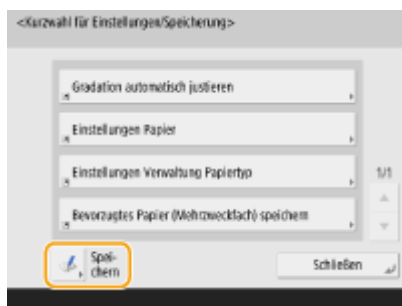 <Kurzwahl für Einstellungen/Speicherung>
Gradation automatisch justieren
Einstellungen Papier
Einstellungen Verwaltung Papiertyp
1/1
Bevorzugtes Papier (Mehrzweckfach) speichern
Spei-
chern
Schließen